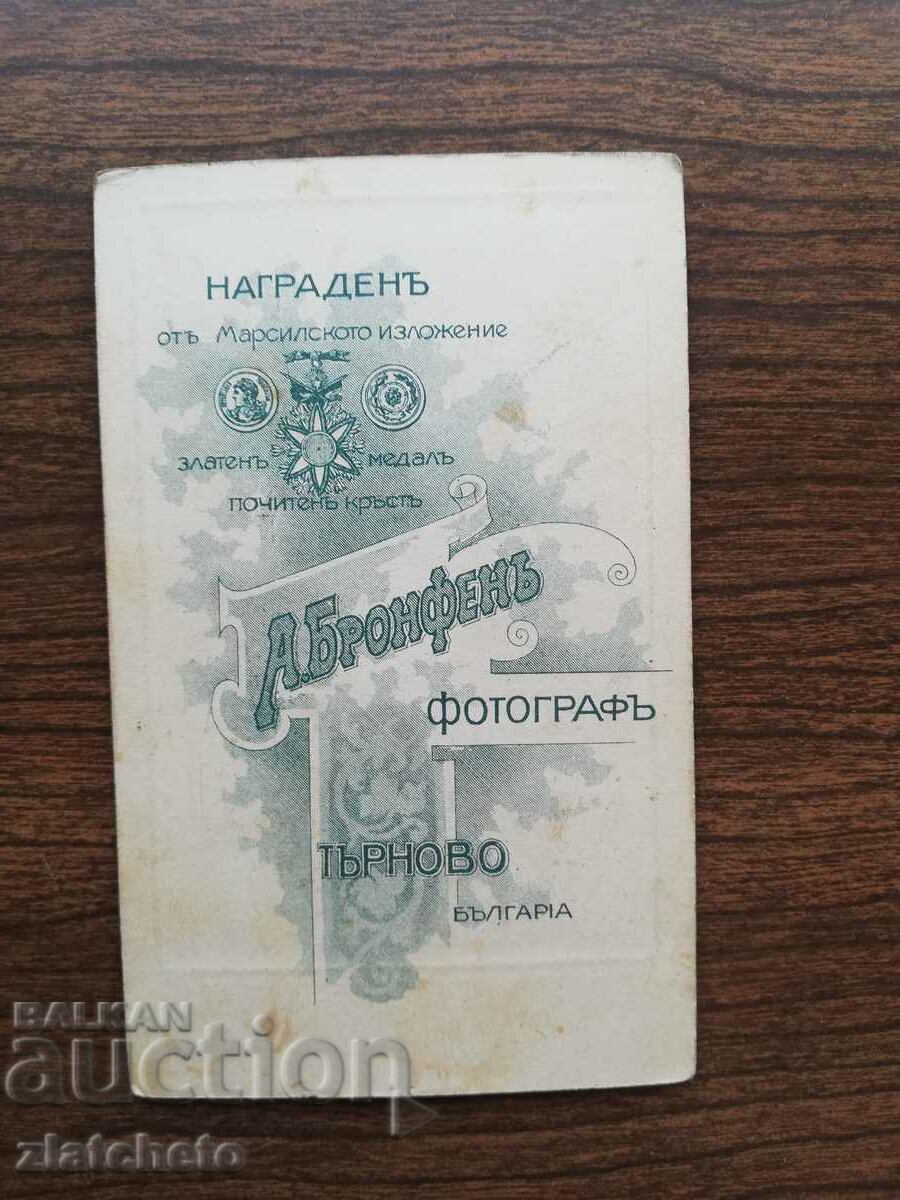 НАГРАДЕНЪ
отъ Марсилското изложение
златенъ медалъ
почитенъ кръстъ
А. Бронфенъ
ФОТОГРАФЪ
ТЪРНОВО
БЪЛГАРІА
BALKAN
auction
zlatcheto